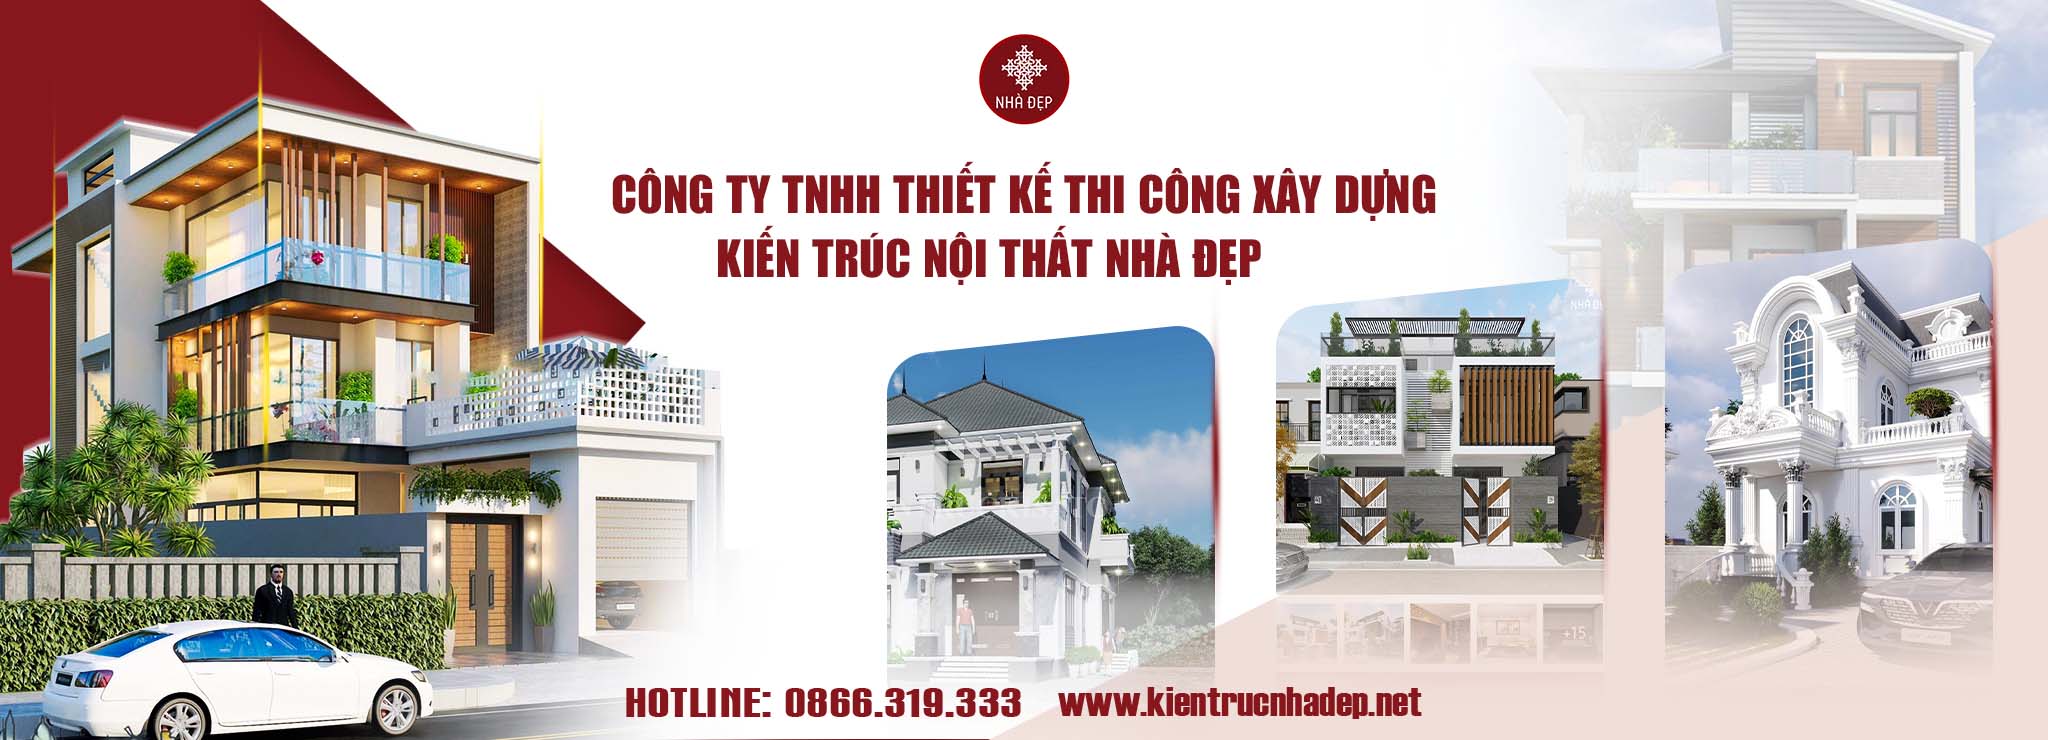 NHÀ ĐẸP
CÔNG TY TNHH THIẾT KẾ THI CÔNG XÂY DỰNG
KIẾN TRÚC NỘI THẤT NHÀ ĐẸP
+15
HOTLINE: 0866.319.333 www.kientrucnhadep.net